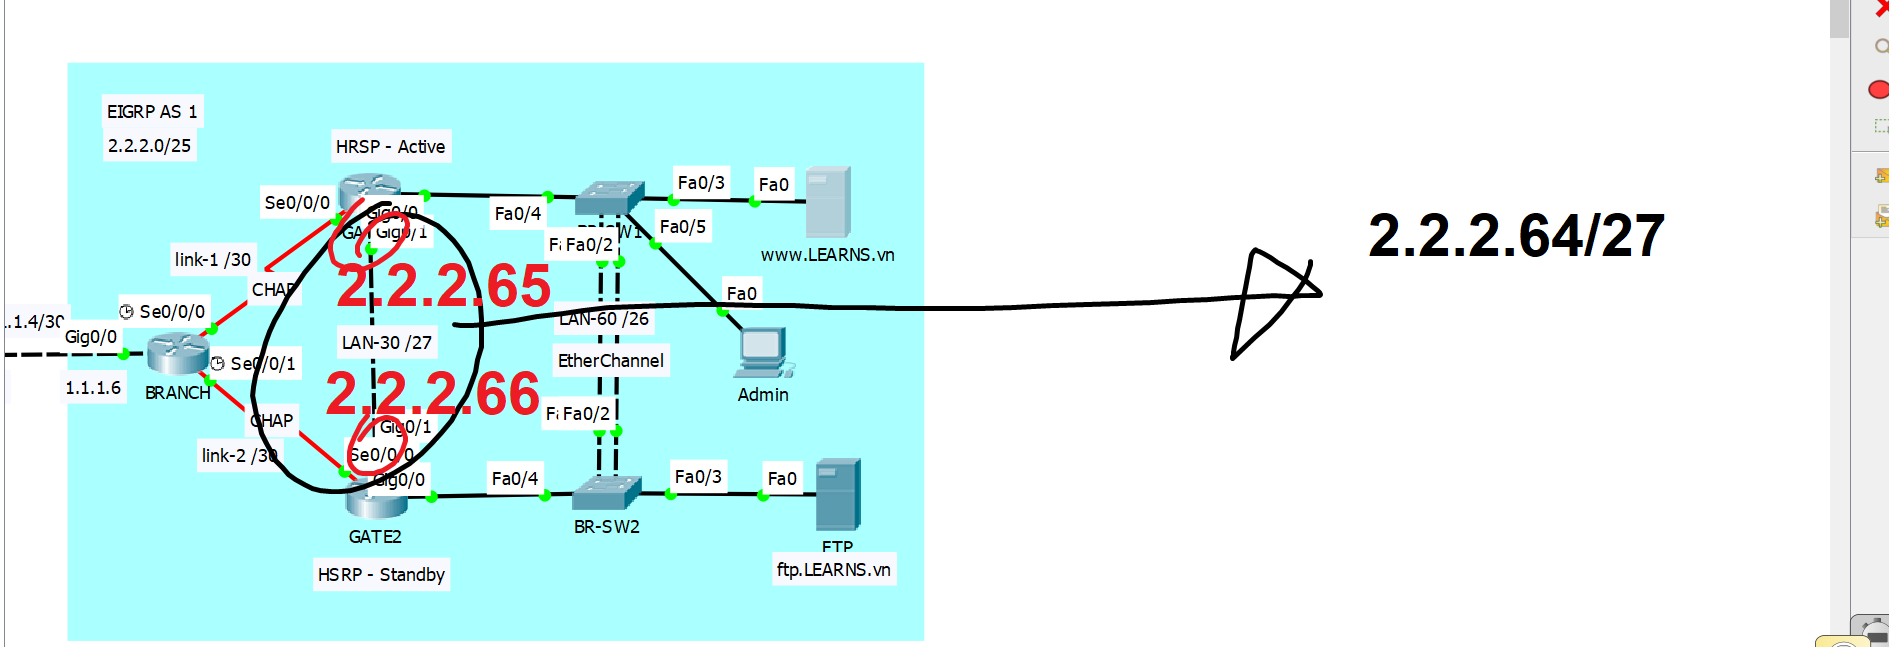 EIGRP AS 1
2.2.2.0/25
HRSP - Active
Se0/0/0
Gig0/0
Gig0/1
Fa0/4
Fa0/3
Fa0
Fa0/5
Fa0/2
www.LEARNS.vn
2.2.2.64/27
link-1 /30
CHAP
2.2.2.65
Fa0
.1.4/30
Se0/0/0
LAN-60 /26
Gig0/0
LAN-30 /27
EtherChannel
Se0/0/1
1.1.1.6
BRANCH
2.2.2.66
Admin
CHAP
Gig0/1
Fa0/2
link-2 /30
Se0/0/0
Gig0/0
Fa0/4
Fa0/3
Fa0
GATE2
BR-SW2
FTP
ftp.LEARNS.vn
HSRP - Standby